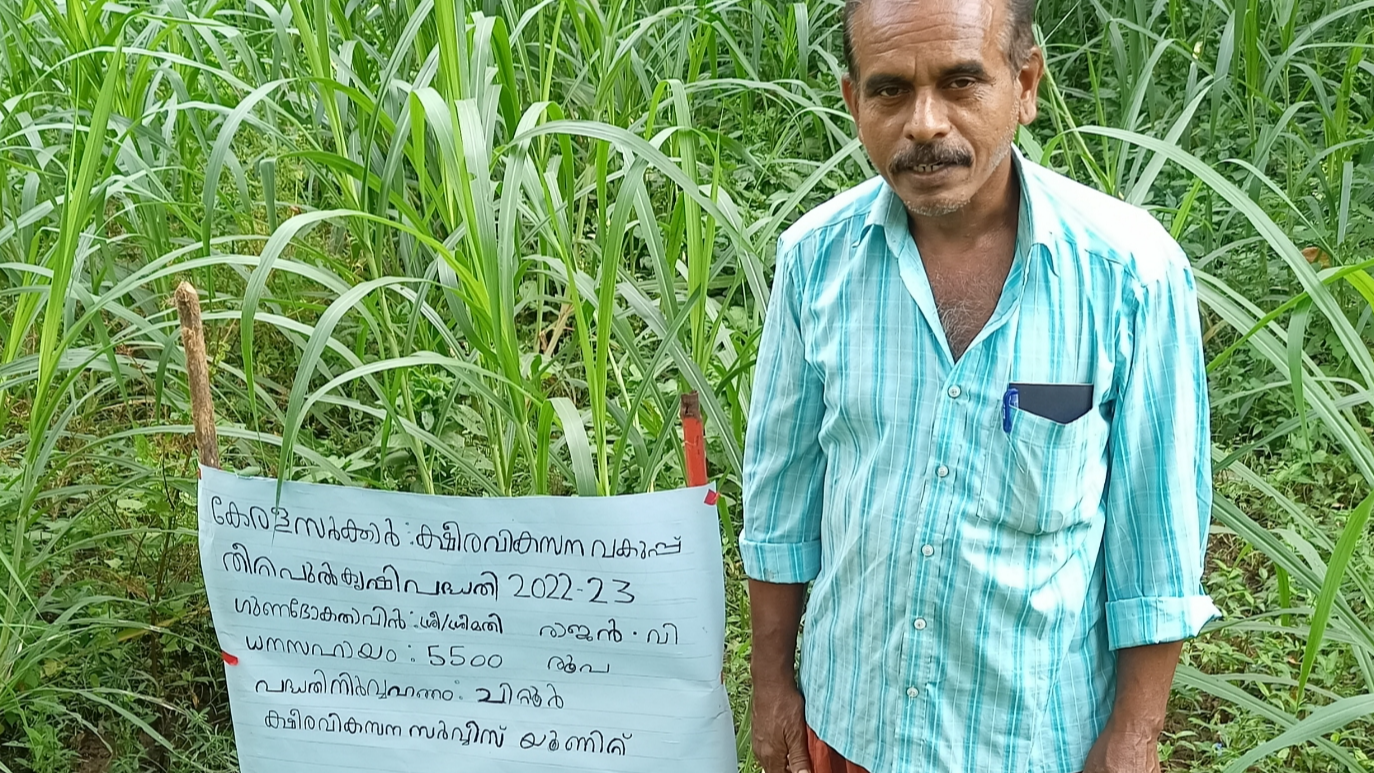 കേരള സർക്കാർ : ക്ഷീരവികസന വകുപ്പ്
തീറ്റപുൽകൃഷി പദ്ധതി 2022-23
ഗുണഭോക്താവിൻ : ശ്രീ/ശ്രീമതി രാജൻ . വി
ധനസഹായം : 5500 രൂപ
പദ്ധതി നിർവ്വഹണം : ചിറ്റൂർ
ക്ഷീരവികസന സർവ്വീസ് യൂണിറ്റ്